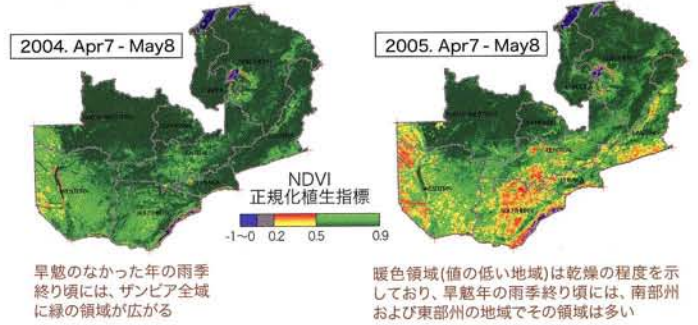 2004. Apr7 - May8
2005. Apr7 - May8
NDVI
正規化植生指標
-1～0 0.2 0.5 0.9
旱魃のなかった年の雨季
終り頃には、ザンビア全域
に緑の領域が広がる
暖色領域(値の低い地域)は乾燥の程度を示
しており、旱魃年の雨季終り頃には、南部州
および東部州の地域でその領域は多い